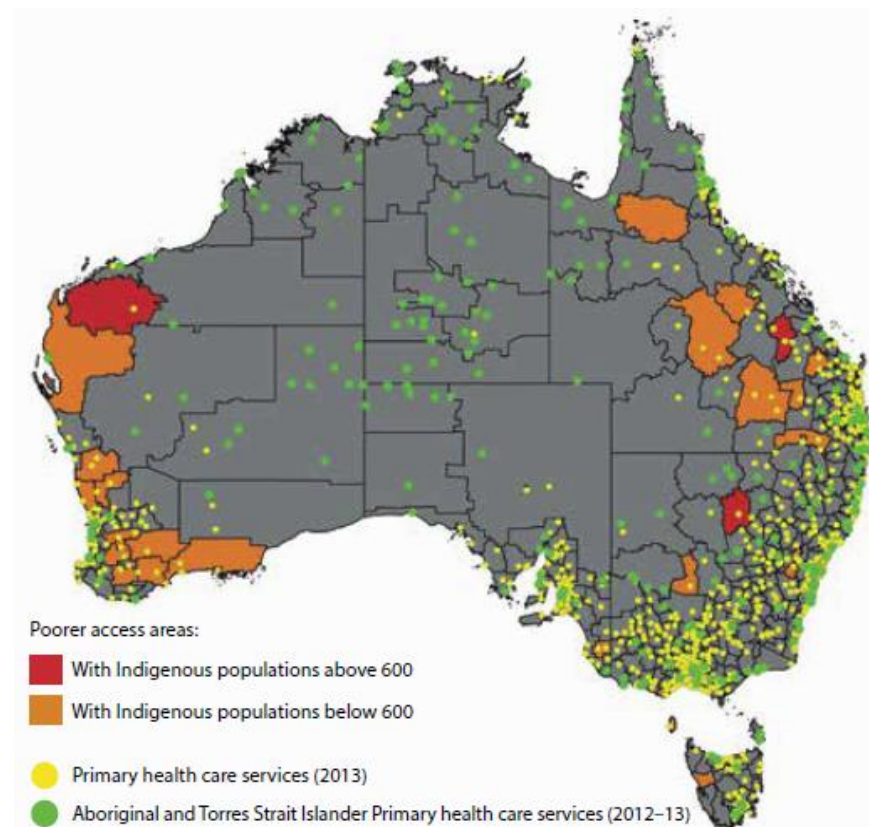 Poorer access areas:
With Indigenous populations above 600
With Indigenous populations below 600
Primary health care services (2013)
Aboriginal and Torres Strait Islander Primary health care services (2012–13)